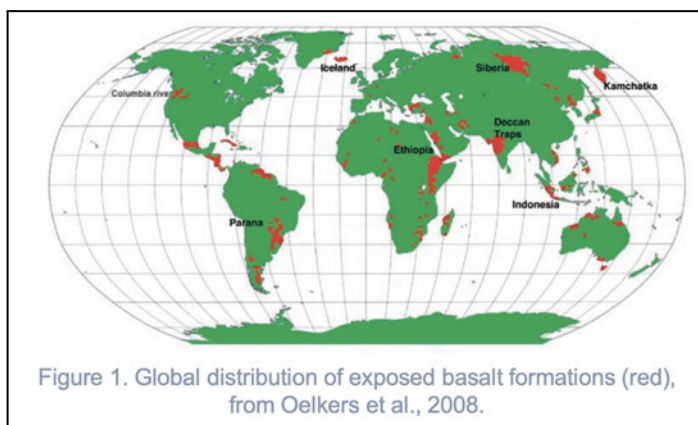 Iceland
Siberia
Kamchatka
Columbia river
Deccan
Traps
Ethiopia
Indonesia
Parana
Figure 1. Global distribution of exposed basalt formations (red),
from Oelkers et al., 2008.